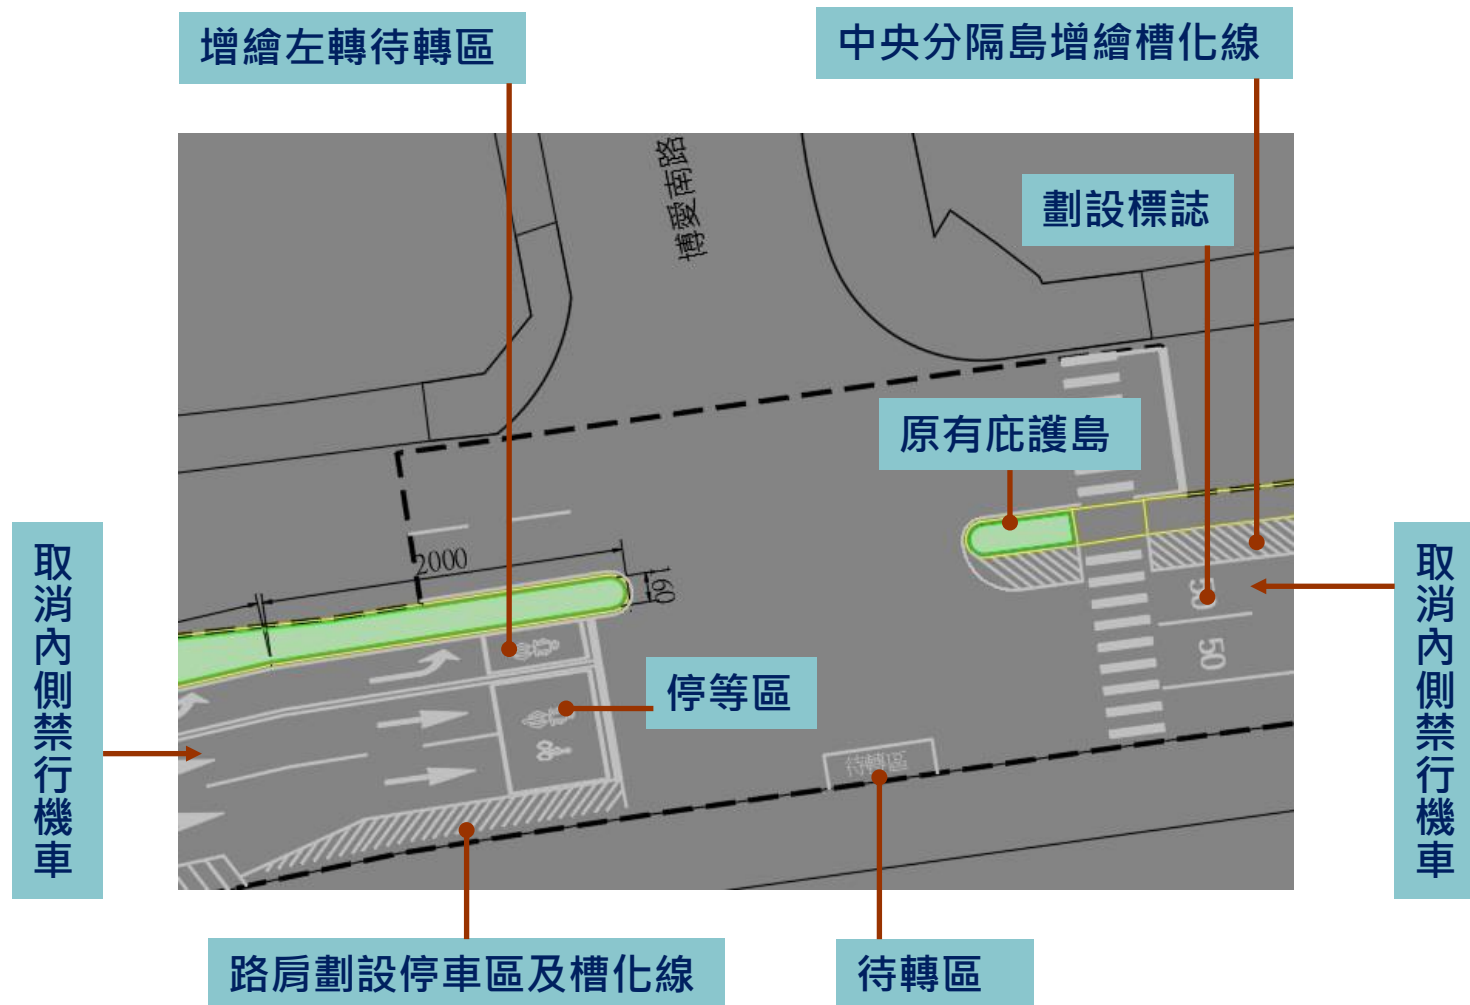 增繪左轉待轉區
中央分隔島增繪槽化線
博愛南路
劃設標誌
原有庇護島
取消內側禁行機車
2000
160
50
50
取消內側禁行機車
停等區
待轉區
路肩劃設停車區及槽化線
待轉區